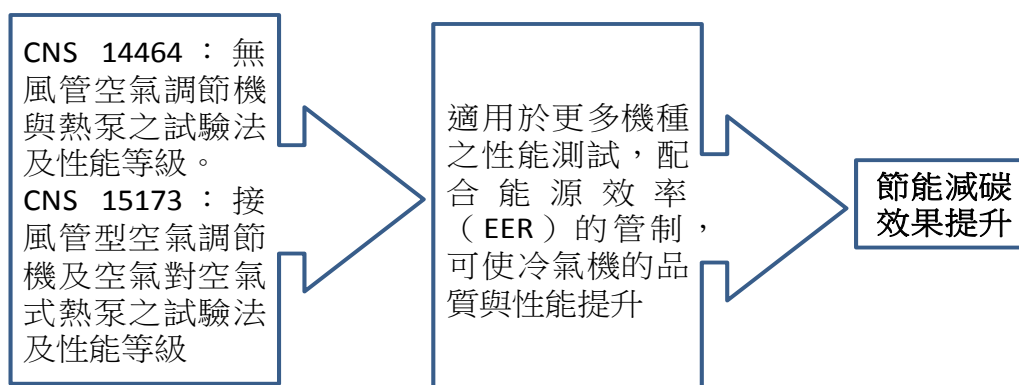 CNS 14464：無
風管空氣調節機
與熱泵之試驗法
及性能等級。
CNS 15173：接
風管型空氣調節
機及空氣對空氣
式熱泵之試驗法
及性能等級
適用於更多機種
之性能測試，配
合能源效率
（EER）的管制，
可使冷氣機的品
質與性能提升
節能減碳
效果提升